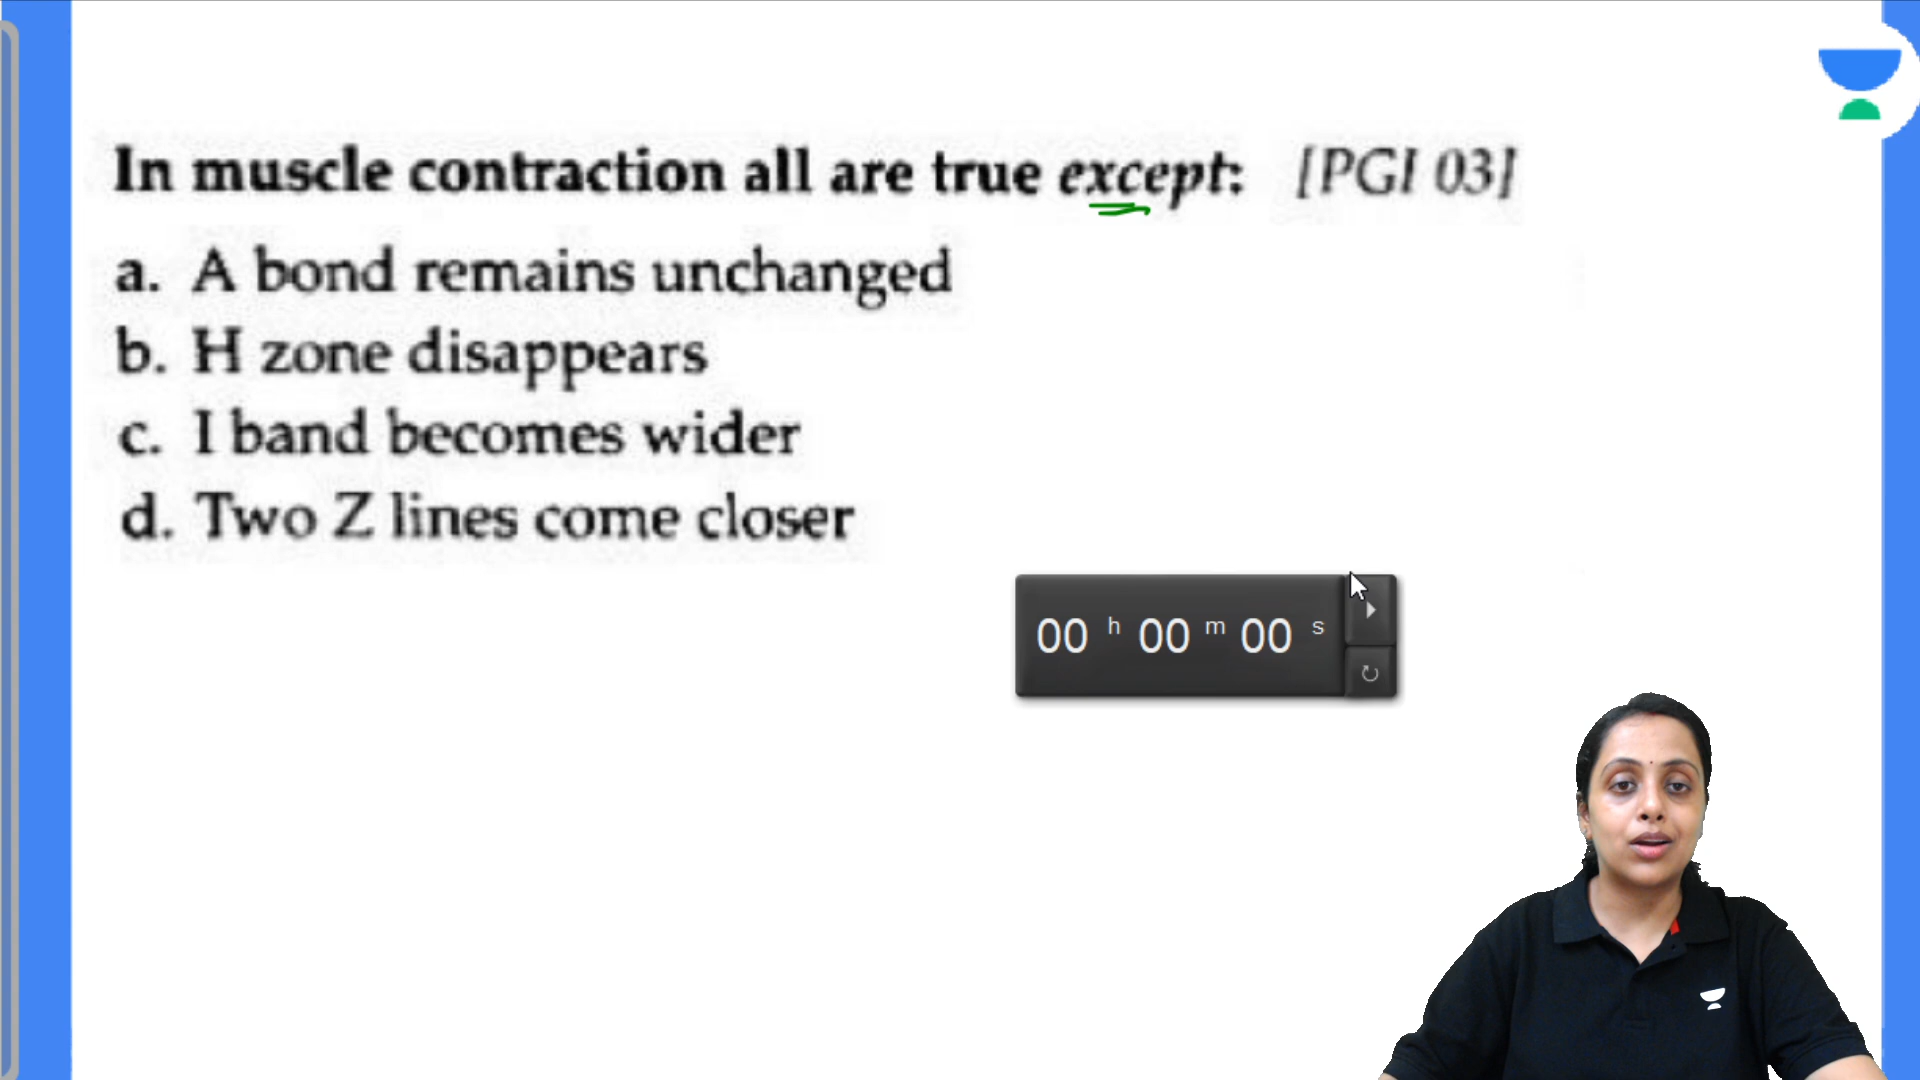 In muscle contraction all are true except: [PGI 03]
a. A bond remains unchanged
b. H zone disappears
c. I band becomes wider
d. Two Z lines come closer
00 h 00 m 00 s